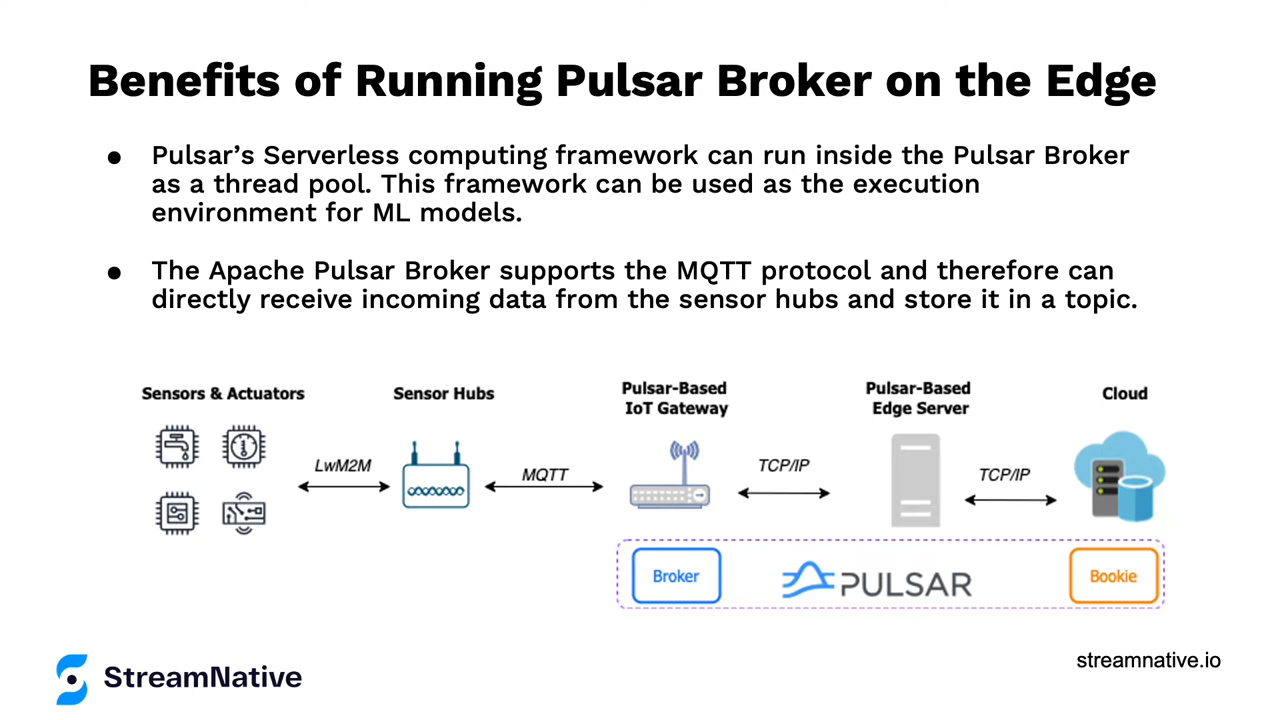 Benefits of Running Pulsar Broker on the Edge
● Pulsar’s Serverless computing framework can run inside the Pulsar Broker
as a thread pool. This framework can be used as the execution
environment for ML models.
● The Apache Pulsar Broker supports the MQTT protocol and therefore can
directly receive incoming data from the sensor hubs and store it in a topic.
Sensors & Actuators
Sensor Hubs
Pulsar-Based
IoT Gateway
Pulsar-Based
Edge Server
Cloud
LwM2M
MQTT
TCP/IP
TCP/IP
Broker
PULSAR
Bookie
StreamNative
streamnative.io